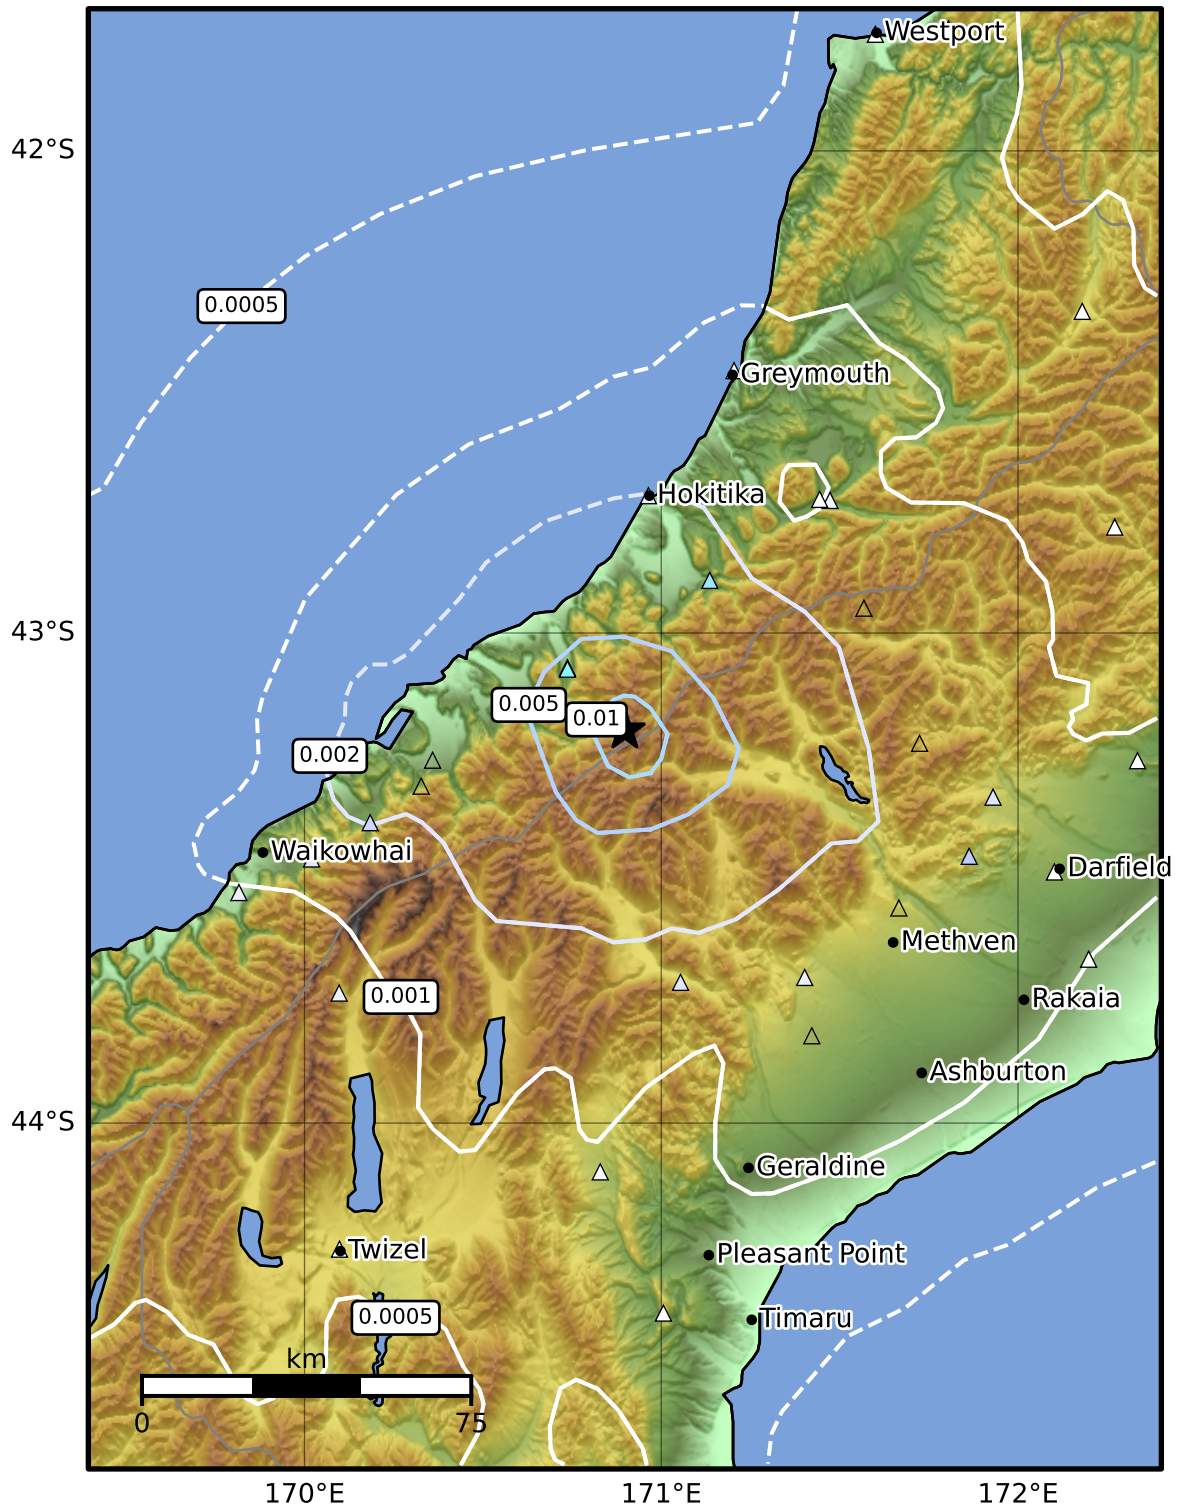 Westport
42°S
0.0005
Greymouth
Hokitika
43°S
0.005
0.01
0.002
Waikowhai
Darfield
Methven
0.001
Rakaia
Ashburton
44°S
Geraldine
Twizel
Pleasant Point
0.0005
Timaru
km
0 75
170°E 171°E 172°E